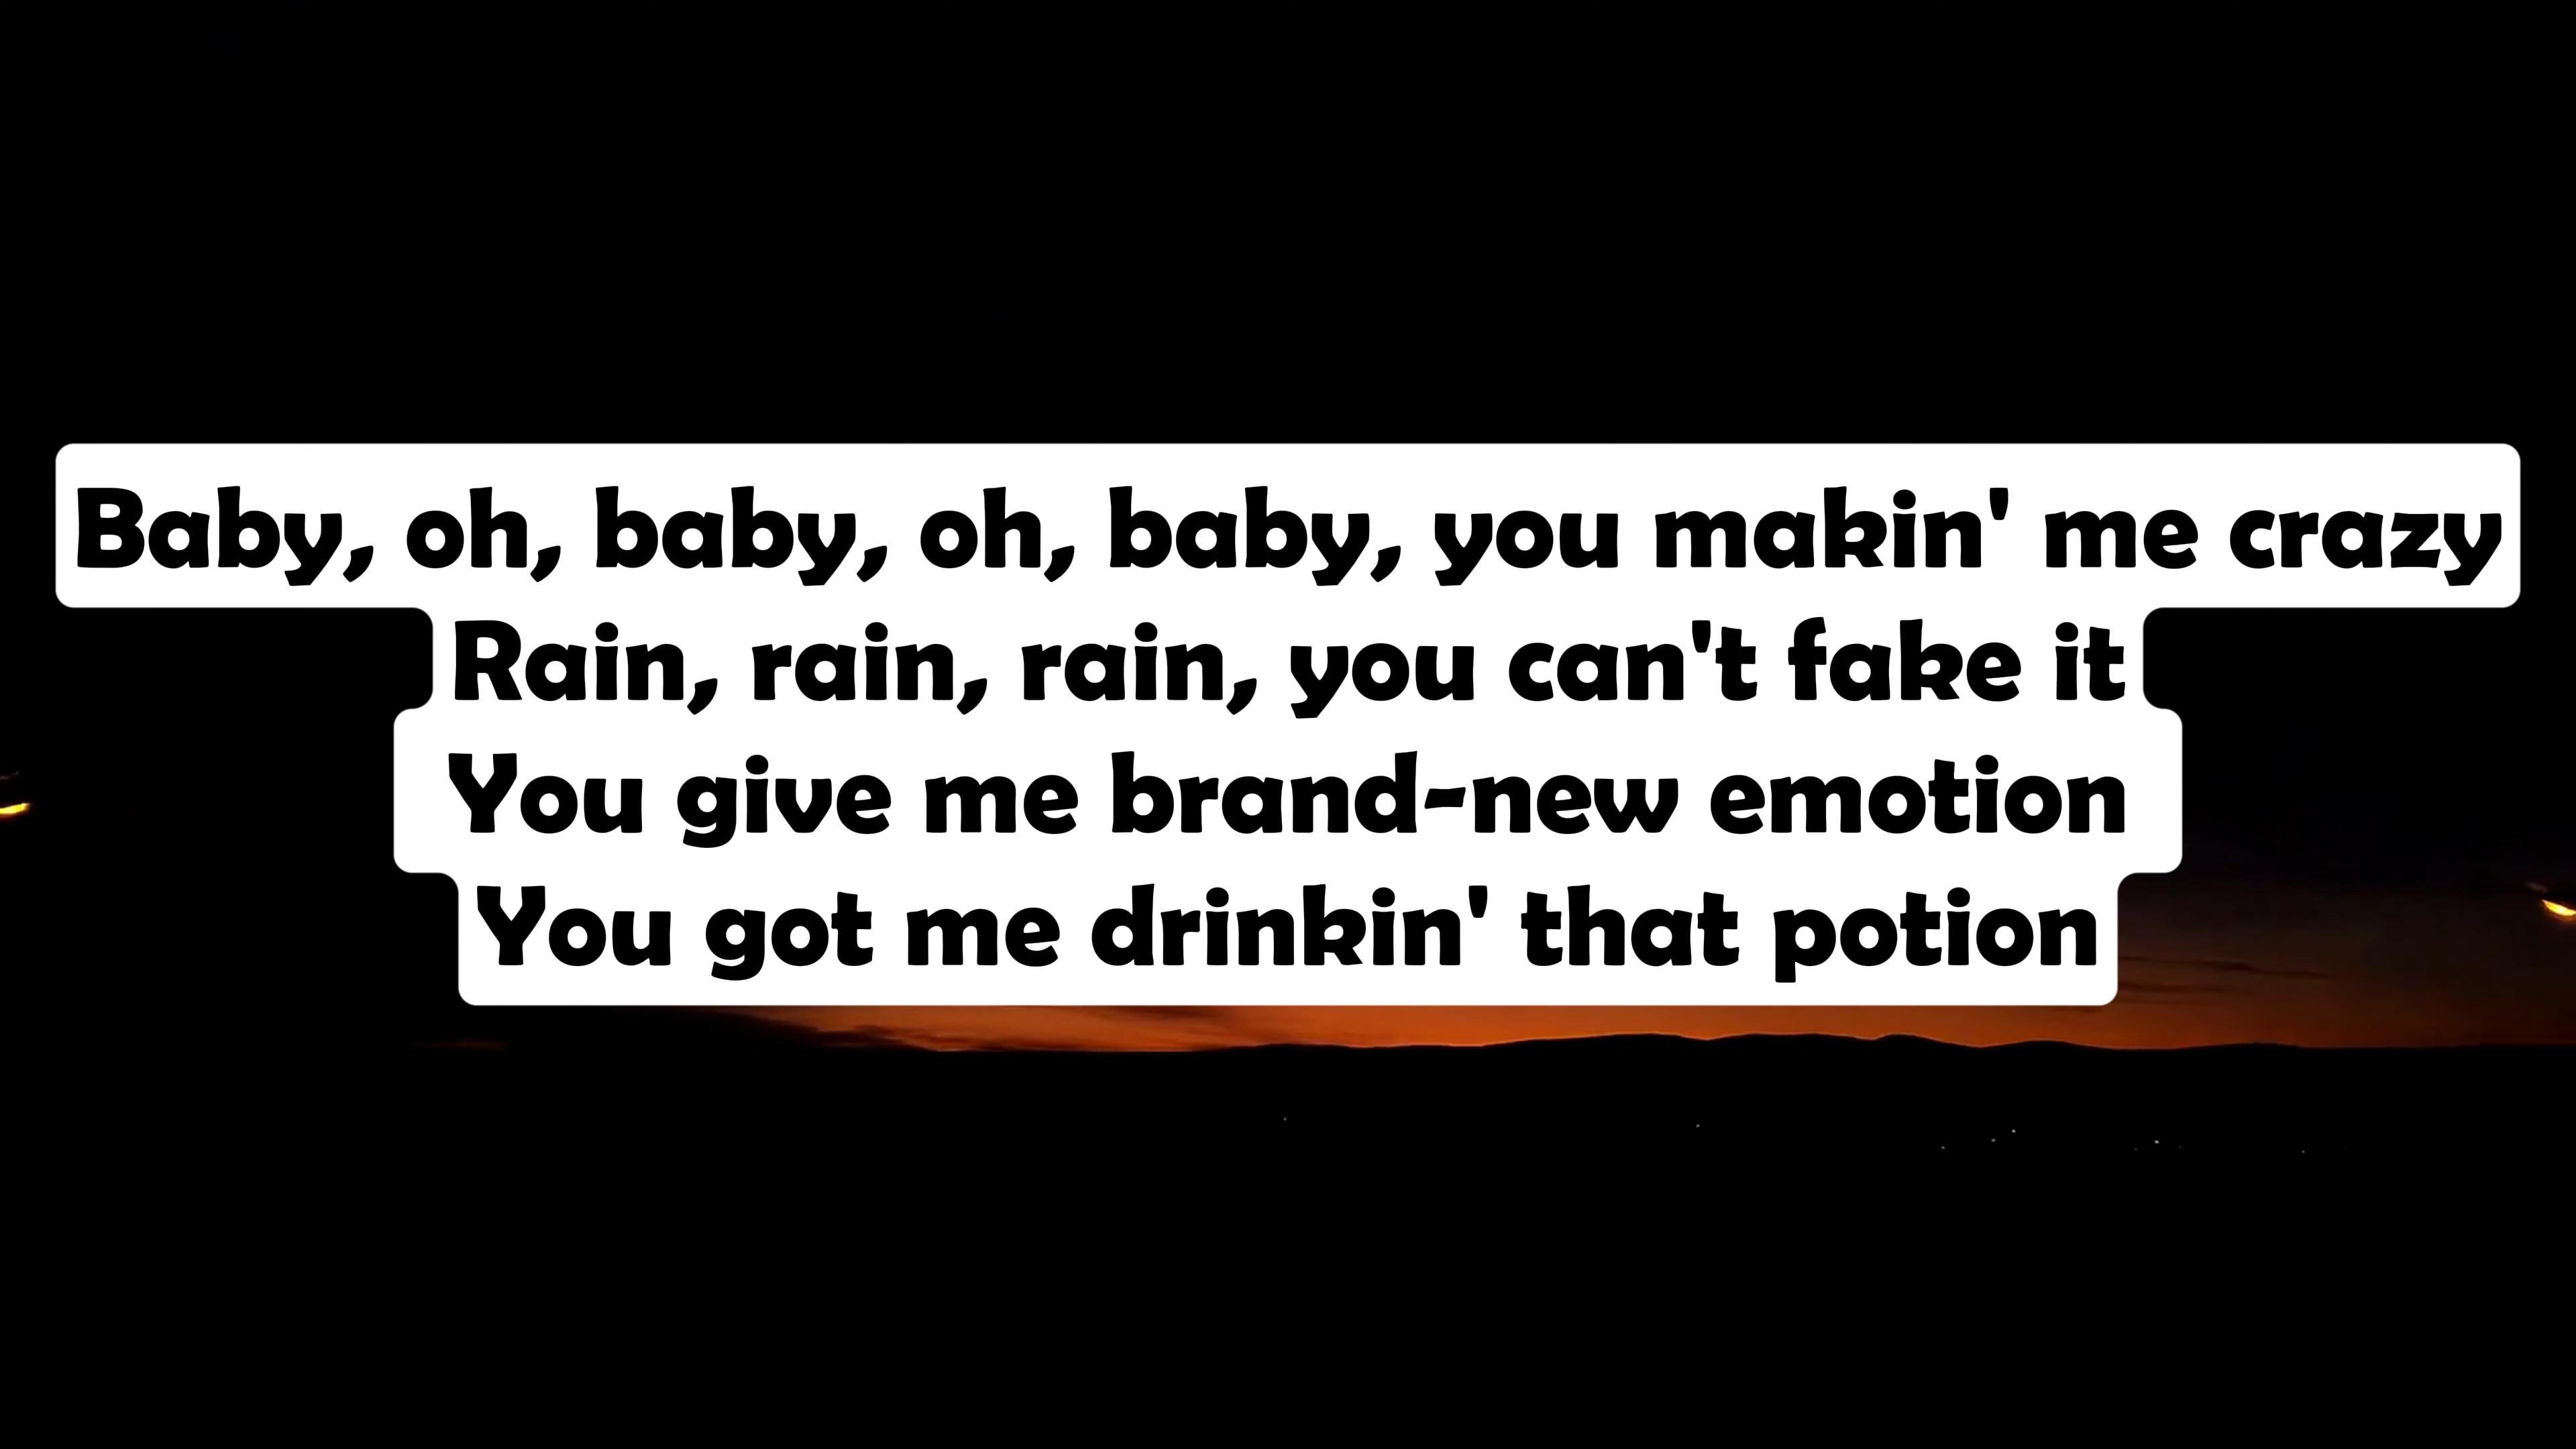 Baby, oh, baby, oh, baby, you makin' me crazy
Rain, rain, rain, you can't fake it
You give me brand-new emotion
You got me drinkin' that potion